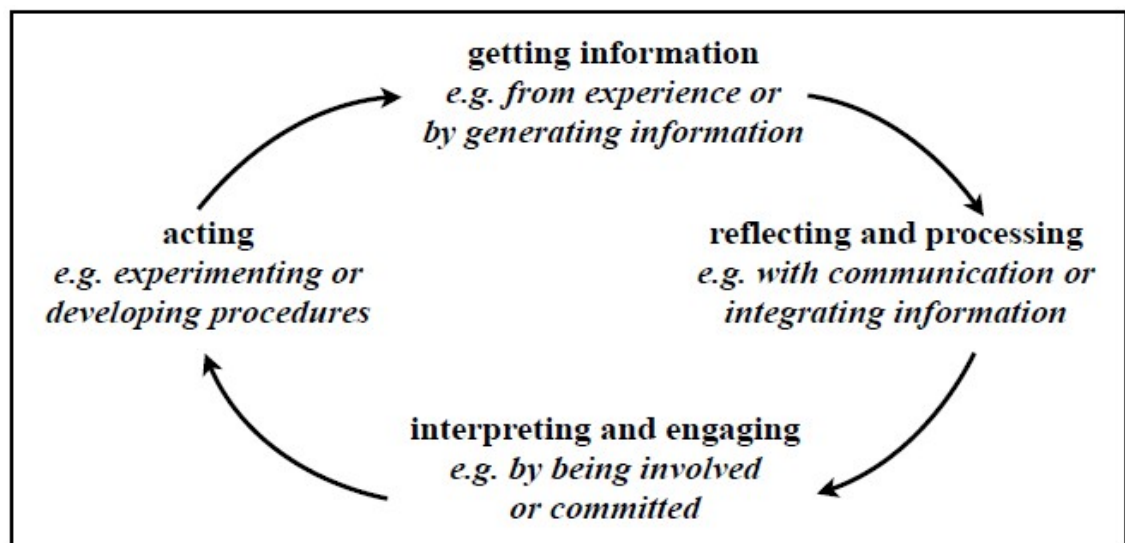 getting information
e.g. from experience or
by generating information
reflecting and processing
e.g. with communication or
integrating information
interpreting and engaging
e.g. by being involved
or committed
acting
e.g. experimenting or
developing procedures